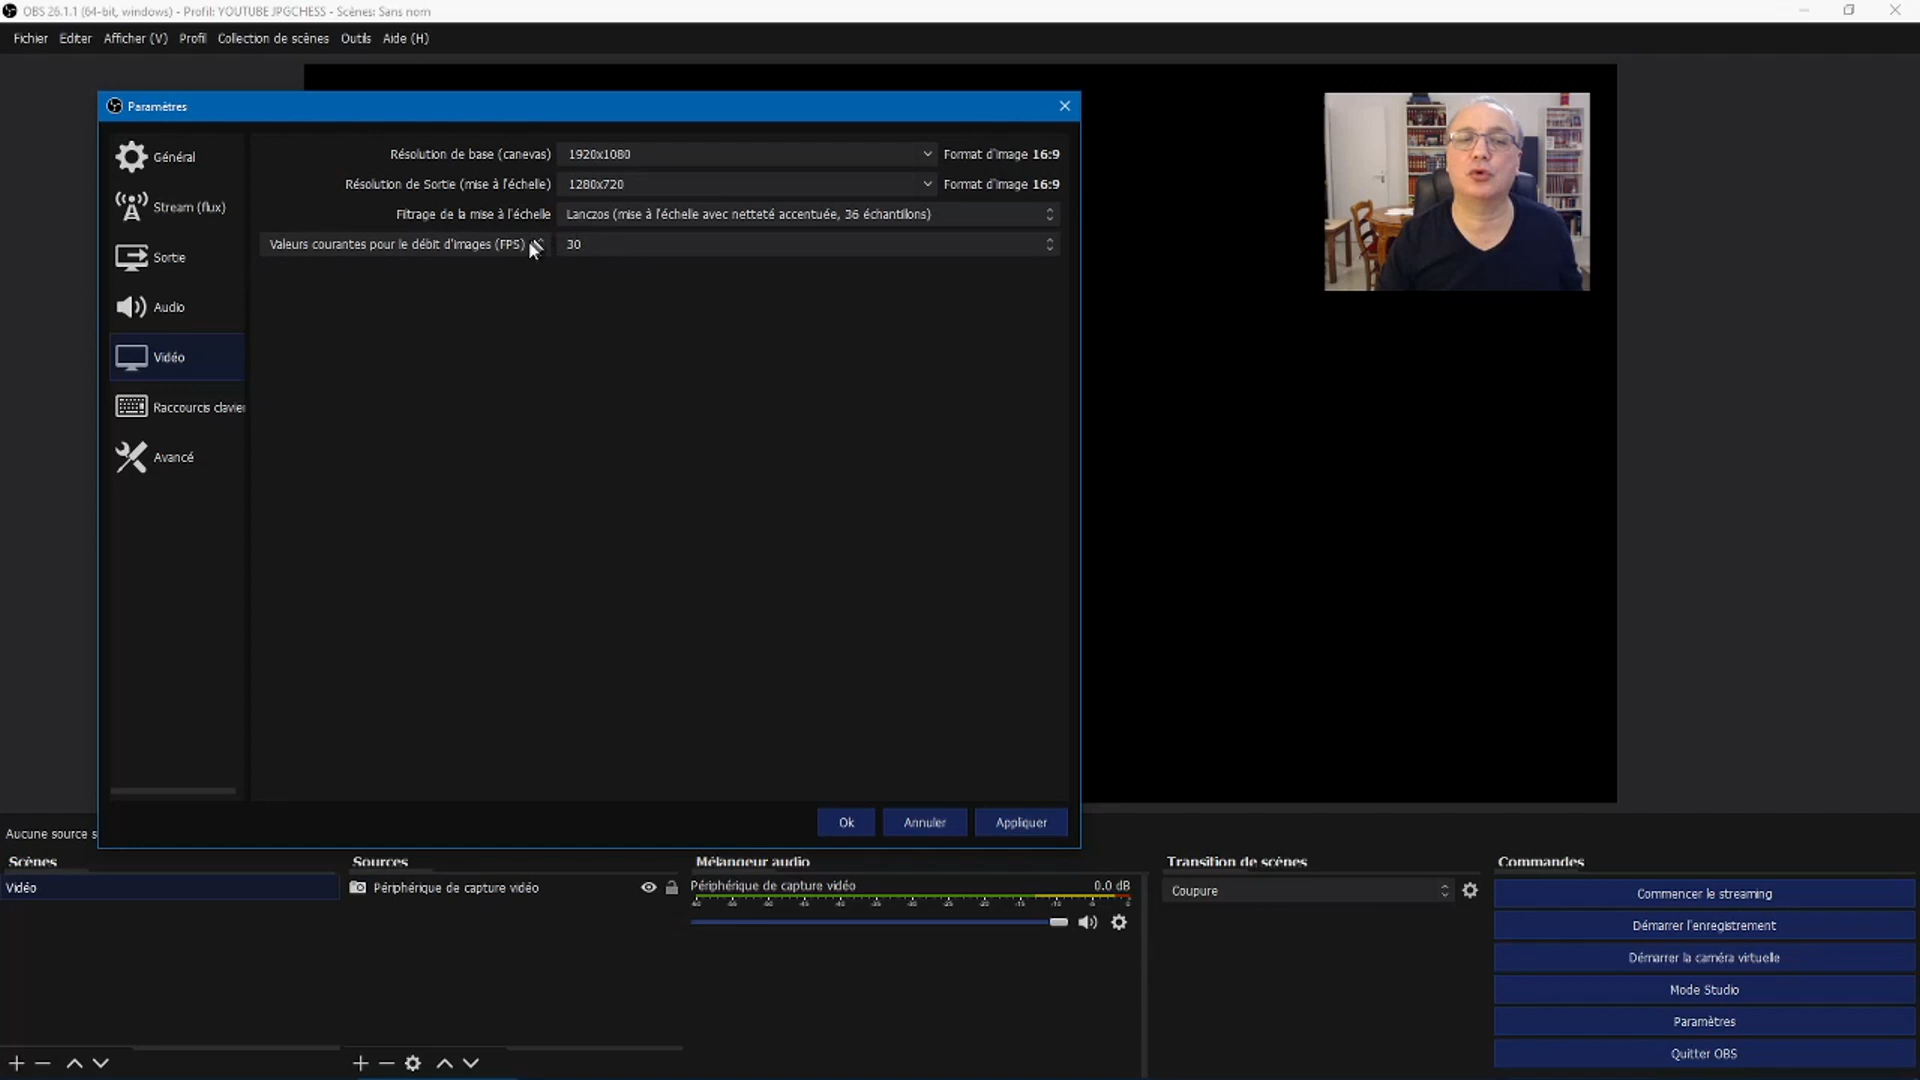 OBS 26.1.1 (64-bit, windows) - Profil: YOUTUBE JPGCHESS - Scènes: Sans nom
Fichier Editer Afficher (V) Profil Collection de scènes Outils Aide (H)
Paramètres
Général
Stream (flux)
Sortie
Audio
Vidéo
Raccourcis clavier
Avancé
Résolution de base (canevas) 1920x1080 Format d'image 16:9
Résolution de Sortie (mise à l'échelle) 1280x720 Format d'image 16:9
Filtrage de la mise à l'échelle Lanczos (mise à l'échelle avec netteté accentuée, 36 échantillons)
Valeurs courantes pour le débit d'images (FPS) 30
Ok Annuler Appliquer
Aucune source s
Scènes
Vidéo
Sources
Périphérique de capture vidéo
Mélangeur audio
Périphérique de capture vidéo 0.0 dB
Transition de scènes
Coupure
Commandes
Commencer le streaming
Démarrer l'enregistrement
Démarrer la caméra virtuelle
Mode Studio
Paramètres
Quitter OBS